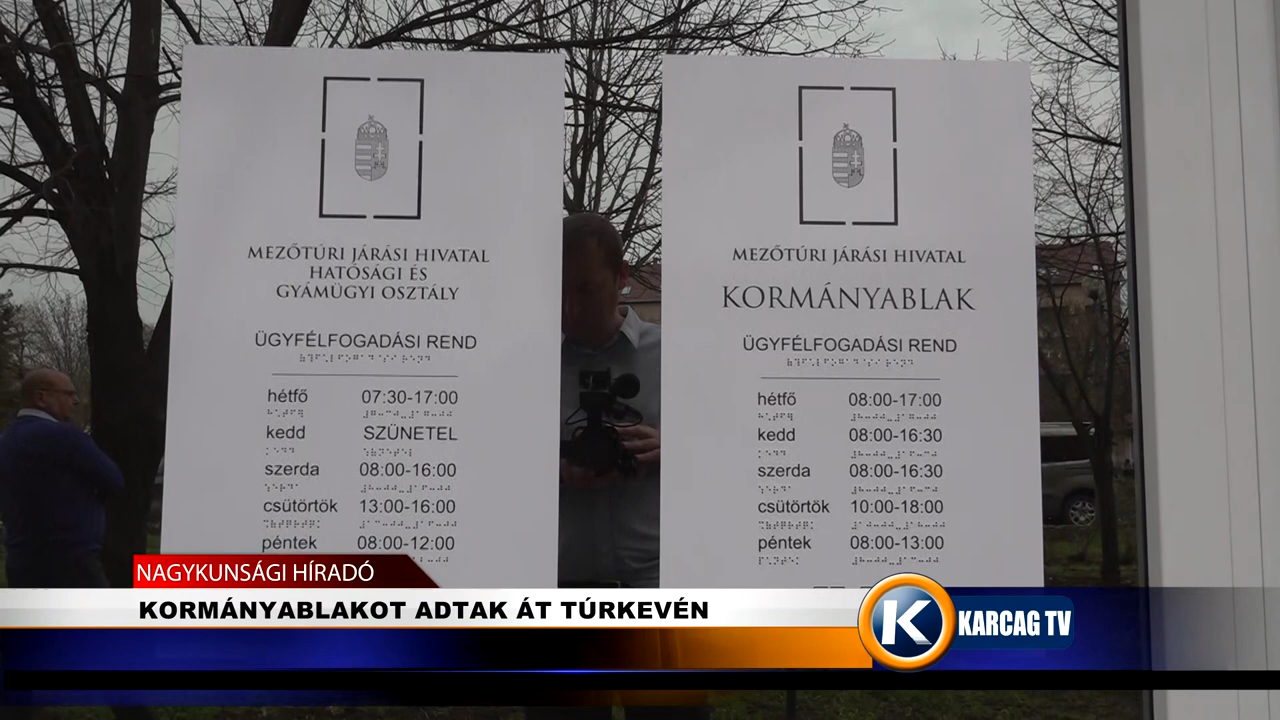 MEZŐTÚRI JÁRÁSI HIVATAL
HATÓSÁGI ÉS
GYÁMÜGYI OSZTÁLY
ÜGYFÉLFOGADÁSI REND
hétfő 07:30-17:00
kedd SZÜNETEL
szerda 08:00-16:00
csütörtök 13:00-16:00
péntek 08:00-12:00
MEZŐTÚRI JÁRÁSI HIVATAL
KORMÁNYABLAK
ÜGYFÉLFOGADÁSI REND
hétfő 08:00-17:00
kedd 08:00-16:30
szerda 08:00-16:30
csütörtök 10:00-18:00
péntek 08:00-13:00
NAGYKUNSÁGI HÍRADÓ
KORMÁNYABLAKOT ADTAK ÁT TÚRKEVÉN
K KARCAG TV